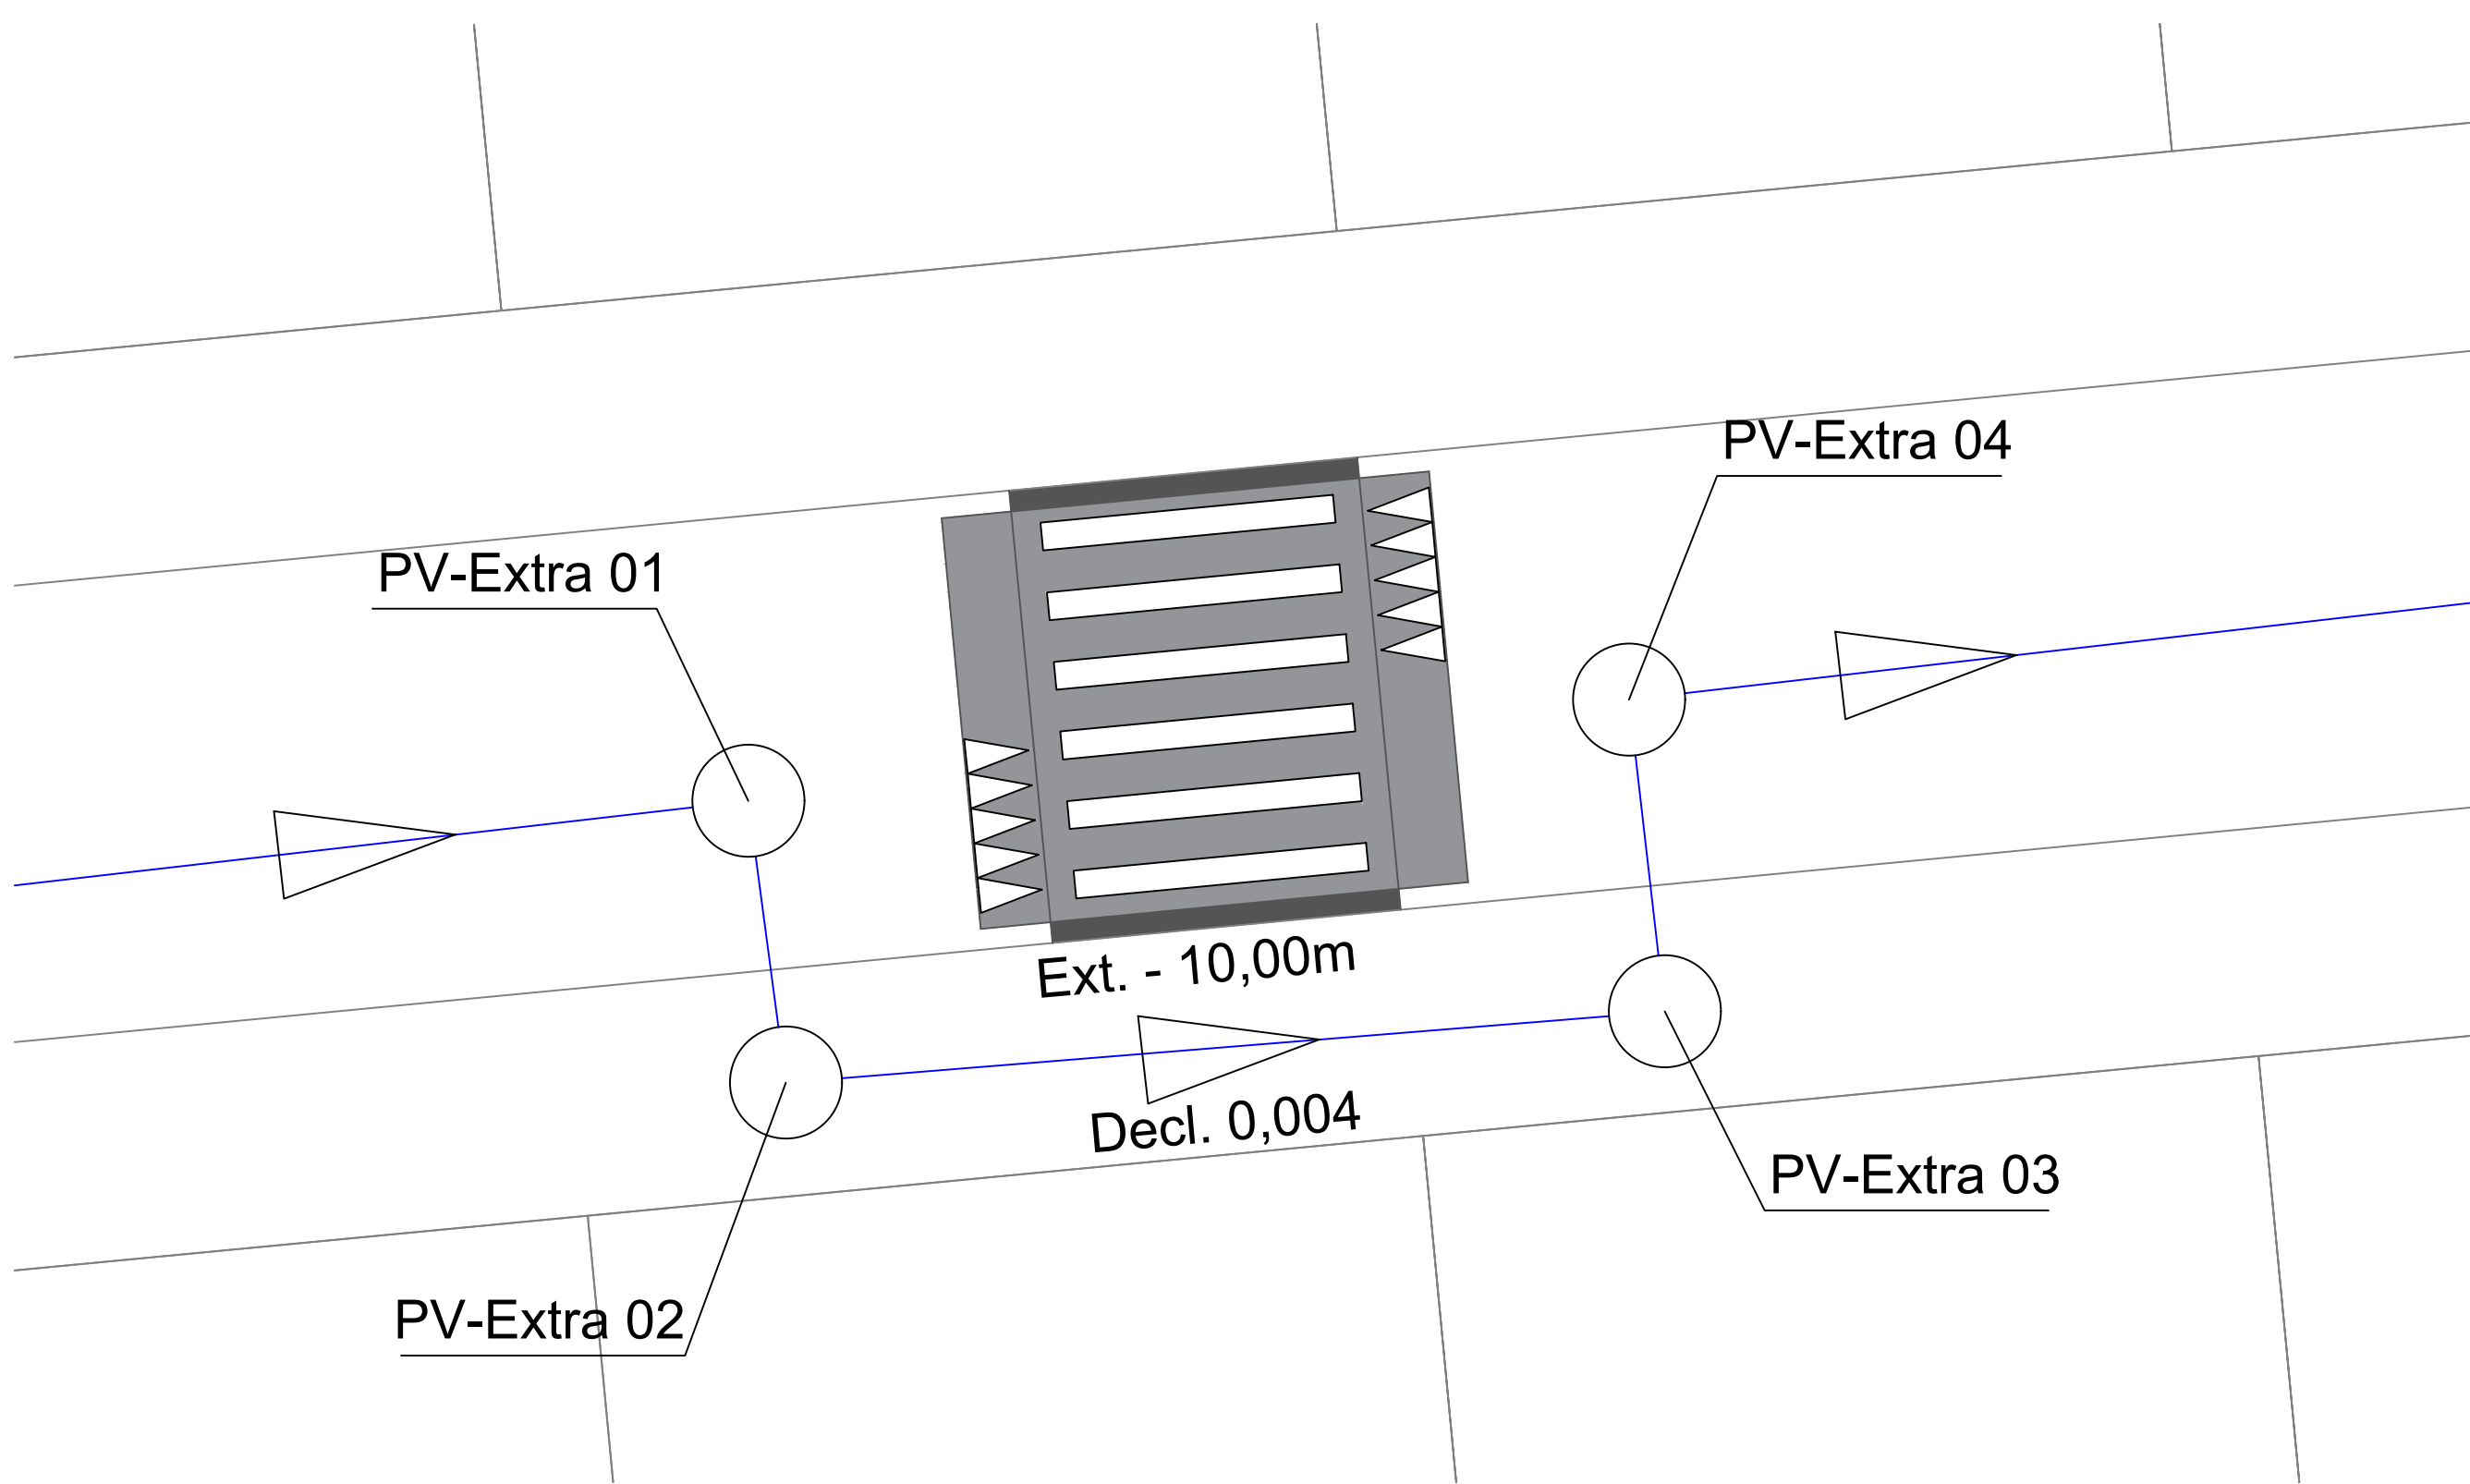 PV-Extra 04
PV-Extra 01
Ext. - 10,00m
Decl. 0,004
PV-Extra 03
PV-Extra 02